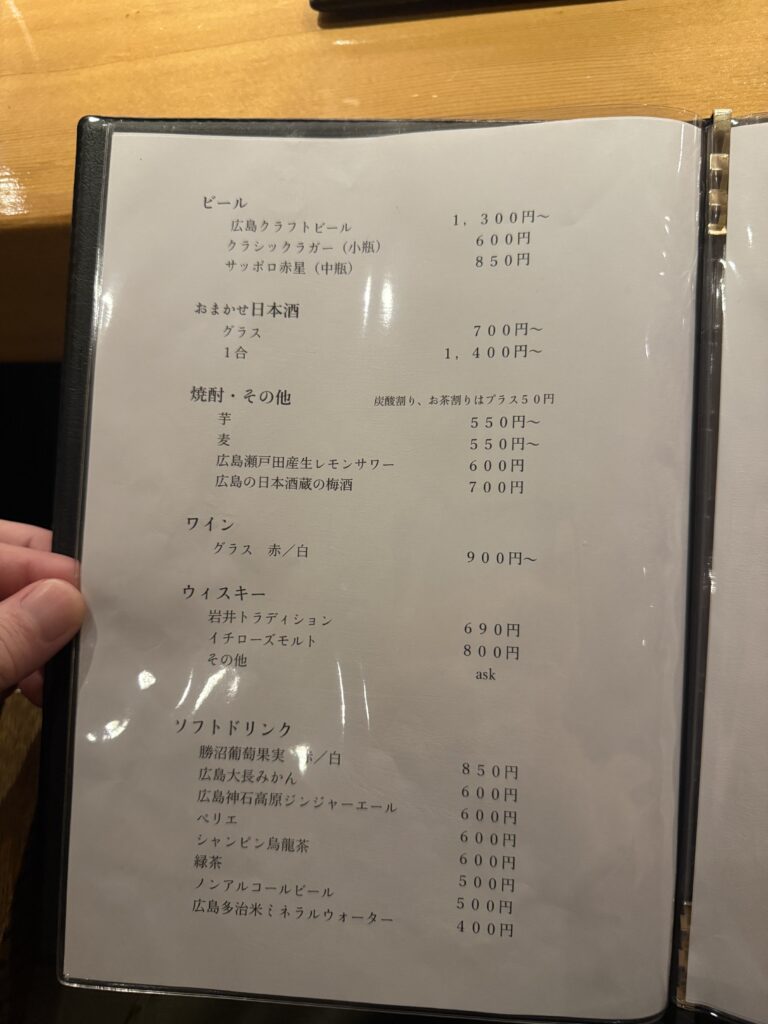 ビール
広島クラフトビール 1，300円～
クラシックラガー（小瓶） 600円
サッポロ赤星（中瓶） 850円
おまかせ日本酒
グラス 700円～
1合 1，400円～
焼酎・その他 炭酸割り、お茶割りはプラス50円
芋 550円～
麦 550円～
広島瀬戸田産生レモンサワー 600円
広島の日本酒蔵の梅酒 700円
ワイン
グラス 赤／白 900円～
ウィスキー
岩井トラディション 690円
イチローズモルト 800円
その他 ask
ソフトドリンク
勝沼葡萄果実 赤／白 850円
広島大長みかん 600円
広島神石高原ジンジャーエール 600円
ペリエ 600円
シャンピン烏龍茶 600円
緑茶 500円
ノンアルコールビール 500円
広島多治米ミネラルウォーター 400円